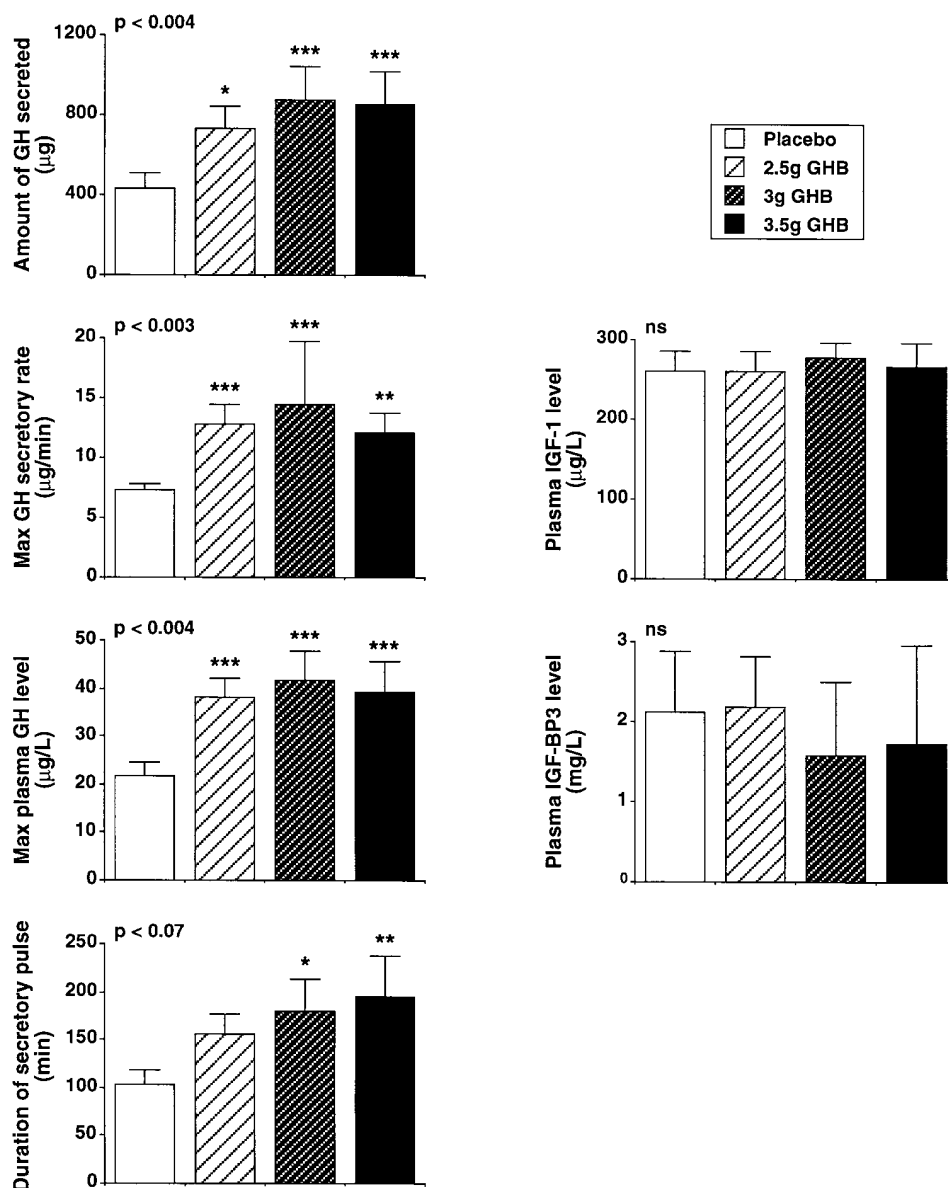 p < 0.004
Amount of GH secreted
(μg)
1200
800
400
0
*
***
***
Placebo
2.5g GHB
3g GHB
3.5g GHB
p < 0.003
Max GH secretory rate
(μg/min)
20
15
10
5
0
***
***
**
ns
Plasma IGF-1 level
(μg/L)
300
200
100
0
p < 0.004
Max plasma GH level
(μg/L)
50
40
30
20
10
0
***
***
***
ns
Plasma IGF-BP3 level
(mg/L)
3
2
1
0
p < 0.07
Duration of secretory pulse
(min)
250
200
150
100
50
0
*
**